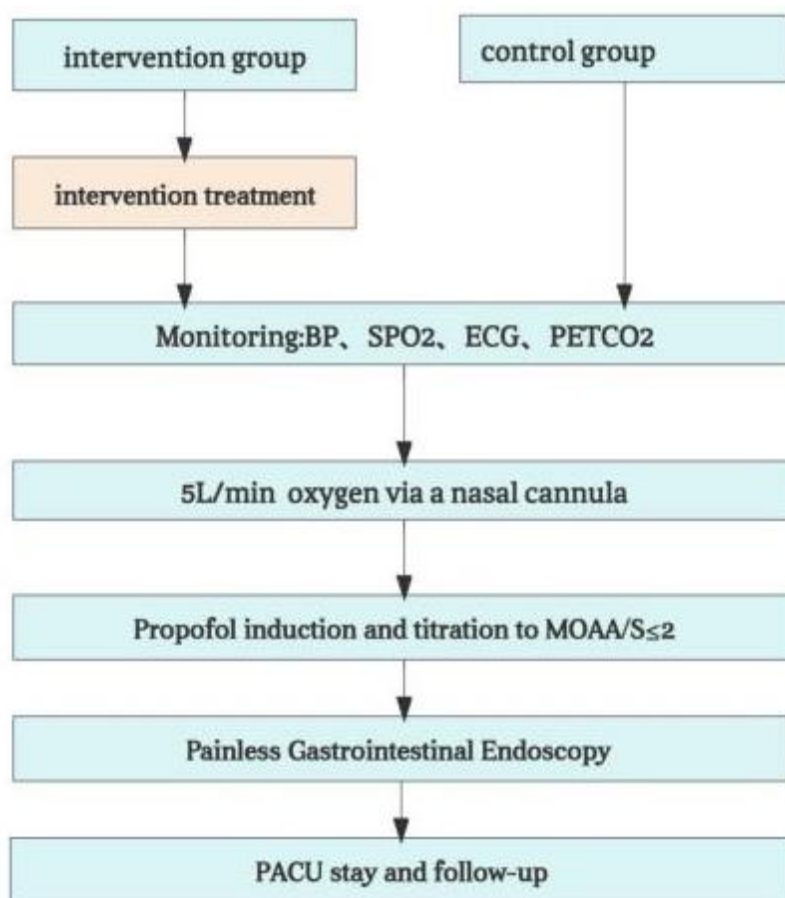 intervention group
control group
intervention treatment
Monitoring:BP、SPO2、ECG、PETCO2
5L/min oxygen via a nasal cannula
Propofol induction and titration to MOAA/S≤2
Painless Gastrointestinal Endoscopy
PACU stay and follow-up